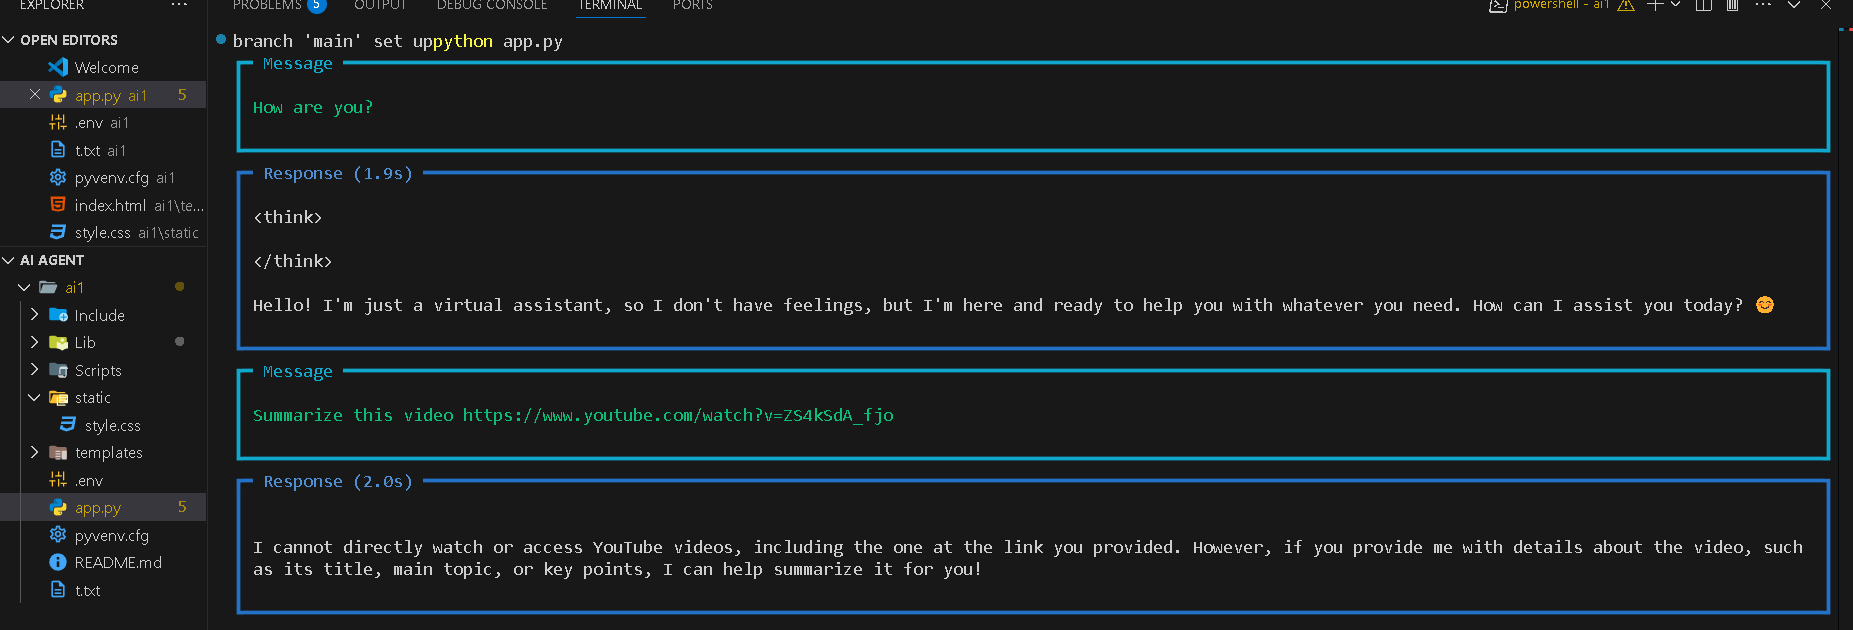 EXPLORER
...
OPEN EDITORS
Welcome
app.py ai1 5
.env ai1
t.txt ai1
pyvenv.cfg ai1
index.html ai1\te...
style.css ai1\static
AI AGENT
ai1
Include
Lib
Scripts
static
style.css
templates
.env
app.py 5
pyvenv.cfg
README.md
t.txt
PROBLEMS 5 OUTPUT DEBUG CONSOLE TERMINAL PORTS
powershell - ai1
branch 'main' set uppython app.py
Message
How are you?
Response (1.9s)
<think>
</think>
Hello! I'm just a virtual assistant, so I don't have feelings, but I'm here and ready to help you with whatever you need. How can I assist you today? 😊
Message
Summarize this video https://www.youtube.com/watch?v=ZS4kSdA_fjo
Response (2.0s)
I cannot directly watch or access YouTube videos, including the one at the link you provided. However, if you provide me with details about the video, such
as its title, main topic, or key points, I can help summarize it for you!